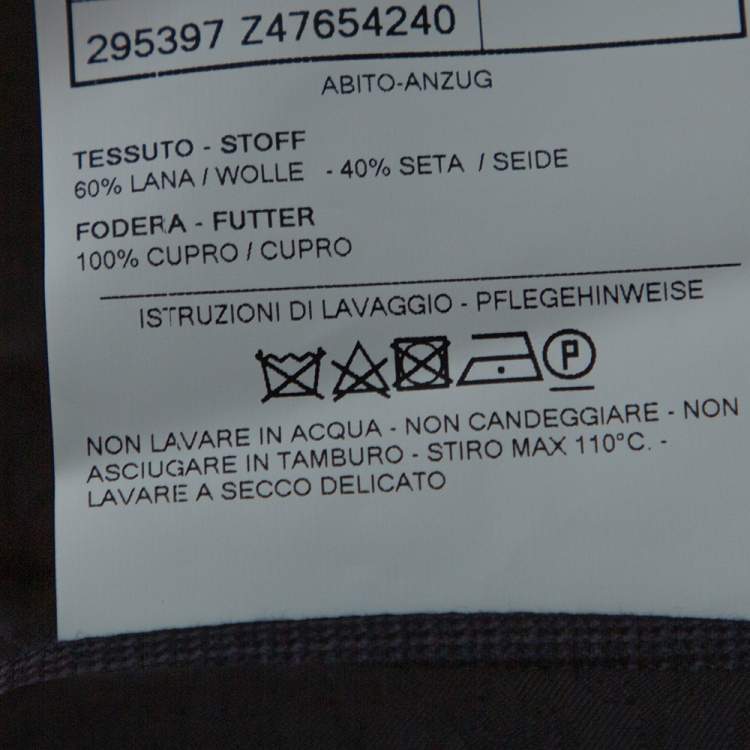 295397 Z47654240
ABITO-ANZUG
TESSUTO - STOFF
60% LANA / WOLLE - 40% SETA / SEIDE
FODERA - FUTTER
100% CUPRO / CUPRO
ISTRUZIONI DI LAVAGGIO - PFLEGEHINWEISE
P
NON LAVARE IN ACQUA - NON CANDEGGIARE - NON
ASCIUGARE IN TAMBURO - STIRO MAX 110°C. -
LAVARE A SECCO DELICATO